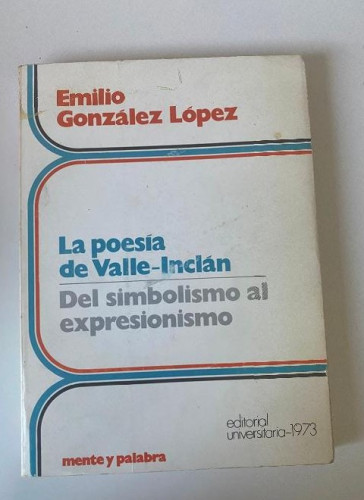 Emilio
González López
La poesía
de Valle-Inclán
Del simbolismo al
expresionismo
editorial
universitaria-1973
mente y palabra